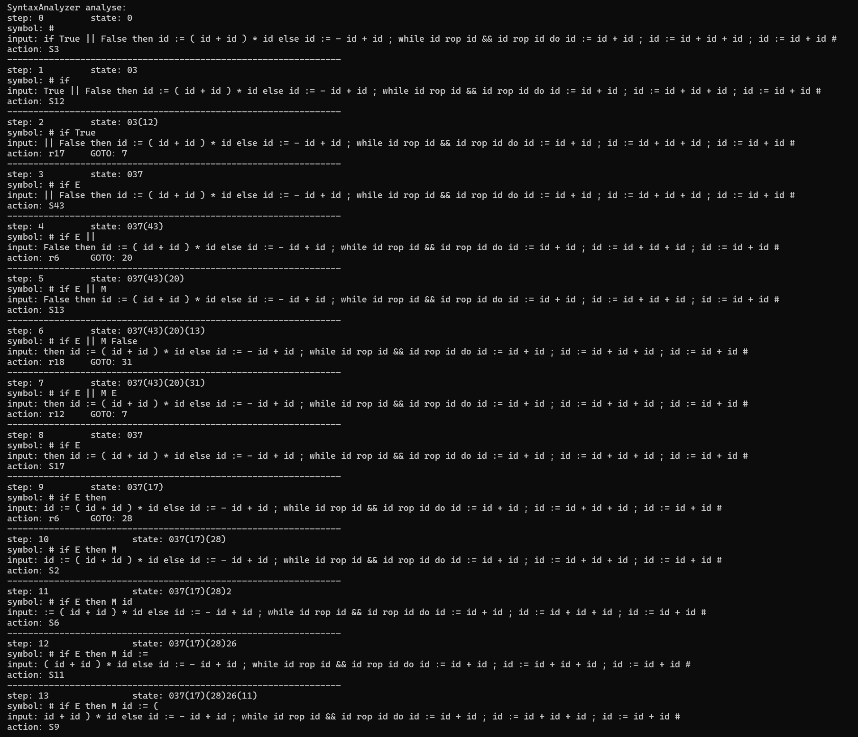 SyntaxAnalyzer analyse:
step: 0 state: 0
symbol: #
input: if True || False then id := ( id + id ) * id else id := - id + id ; while id rop id && id rop id do id := id + id ; id := id + id + id ; id := id + id #
action: S3
----------------------------------------------------------------
step: 1 state: 03
symbol: # if
input: True || False then id := ( id + id ) * id else id := - id + id ; while id rop id && id rop id do id := id + id ; id := id + id + id ; id := id + id #
action: S12
----------------------------------------------------------------
step: 2 state: 03(12)
symbol: # if True
input: || False then id := ( id + id ) * id else id := - id + id ; while id rop id && id rop id do id := id + id ; id := id + id + id ; id := id + id #
action: r17 GOTO: 7
----------------------------------------------------------------
step: 3 state: 037
symbol: # if E
input: || False then id := ( id + id ) * id else id := - id + id ; while id rop id && id rop id do id := id + id ; id := id + id + id ; id := id + id #
action: S43
----------------------------------------------------------------
step: 4 state: 037(43)
symbol: # if E ||
input: False then id := ( id + id ) * id else id := - id + id ; while id rop id && id rop id do id := id + id ; id := id + id + id ; id := id + id #
action: r6 GOTO: 20
----------------------------------------------------------------
step: 5 state: 037(43)(20)
symbol: # if E || M
input: False then id := ( id + id ) * id else id := - id + id ; while id rop id && id rop id do id := id + id ; id := id + id + id ; id := id + id #
action: S13
----------------------------------------------------------------
step: 6 state: 037(43)(20)(13)
symbol: # if E || M False
input: then id := ( id + id ) * id else id := - id + id ; while id rop id && id rop id do id := id + id ; id := id + id + id ; id := id + id #
action: r18 GOTO: 31
----------------------------------------------------------------
step: 7 state: 037(43)(20)(31)
symbol: # if E || M E
input: then id := ( id + id ) * id else id := - id + id ; while id rop id && id rop id do id := id + id ; id := id + id + id ; id := id + id #
action: r12 GOTO: 7
----------------------------------------------------------------
step: 8 state: 037
symbol: # if E
input: then id := ( id + id ) * id else id := - id + id ; while id rop id && id rop id do id := id + id ; id := id + id + id ; id := id + id #
action: S17
----------------------------------------------------------------
step: 9 state: 037(17)
symbol: # if E then
input: id := ( id + id ) * id else id := - id + id ; while id rop id && id rop id do id := id + id ; id := id + id + id ; id := id + id #
action: r6 GOTO: 28
----------------------------------------------------------------
step: 10 state: 037(17)(28)
symbol: # if E then M
input: id := ( id + id ) * id else id := - id + id ; while id rop id && id rop id do id := id + id ; id := id + id + id ; id := id + id #
action: S2
----------------------------------------------------------------
step: 11 state: 037(17)(28)2
symbol: # if E then M id
input: := ( id + id ) * id else id := - id + id ; while id rop id && id rop id do id := id + id ; id := id + id + id ; id := id + id #
action: S6
----------------------------------------------------------------
step: 12 state: 037(17)(28)26
symbol: # if E then M id :=
input: ( id + id ) * id else id := - id + id ; while id rop id && id rop id do id := id + id ; id := id + id + id ; id := id + id #
action: S11
----------------------------------------------------------------
step: 13 state: 037(17)(28)26(11)
symbol: # if E then M id := (
input: id + id ) * id else id := - id + id ; while id rop id && id rop id do id := id + id ; id := id + id + id ; id := id + id #
action: S9